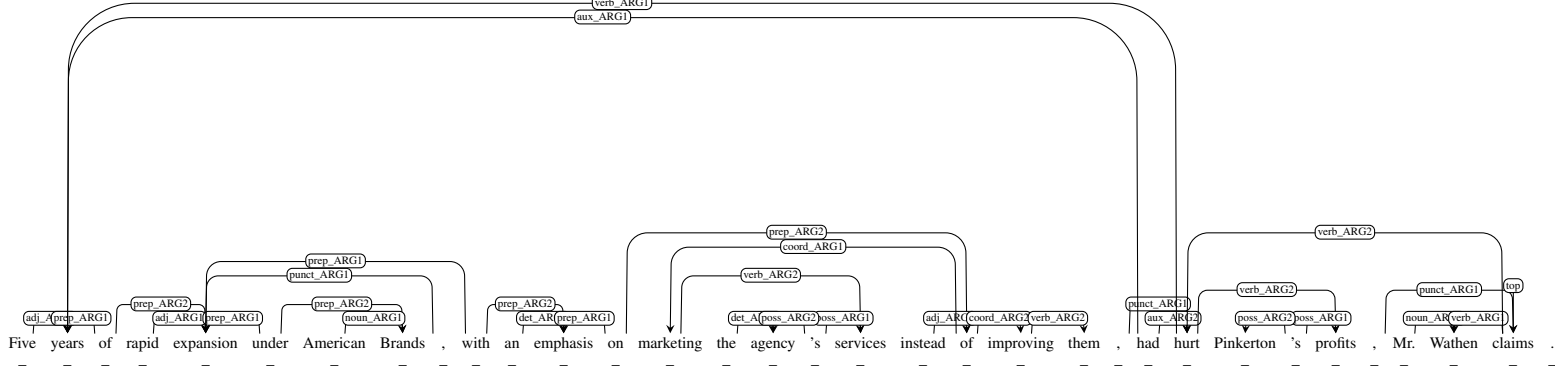 verb_ARG1
aux_ARG1
prep_ARG2 verb_ARG2
coord_ARG1
prep_ARG1
punct_ARG1 verb_ARG2
top
verb_ARG2 punct_ARG1
prep_ARG2 prep_ARG2 prep_ARG2 punct_ARG1
prep_ARG1 adj_ARG1 prep_ARG1 noun_ARG1 prep_ARG1 poss_ARG2 poss_ARG1 coord_ARG2 verb_ARG2 aux_ARG2 poss_ARG2 poss_ARG1 verb_ARG1
Five years of rapid expansion under American Brands , with an emphasis on marketing the agency 's services instead of improving them , had hurt Pinkerton 's profits , Mr. Wathen claims .